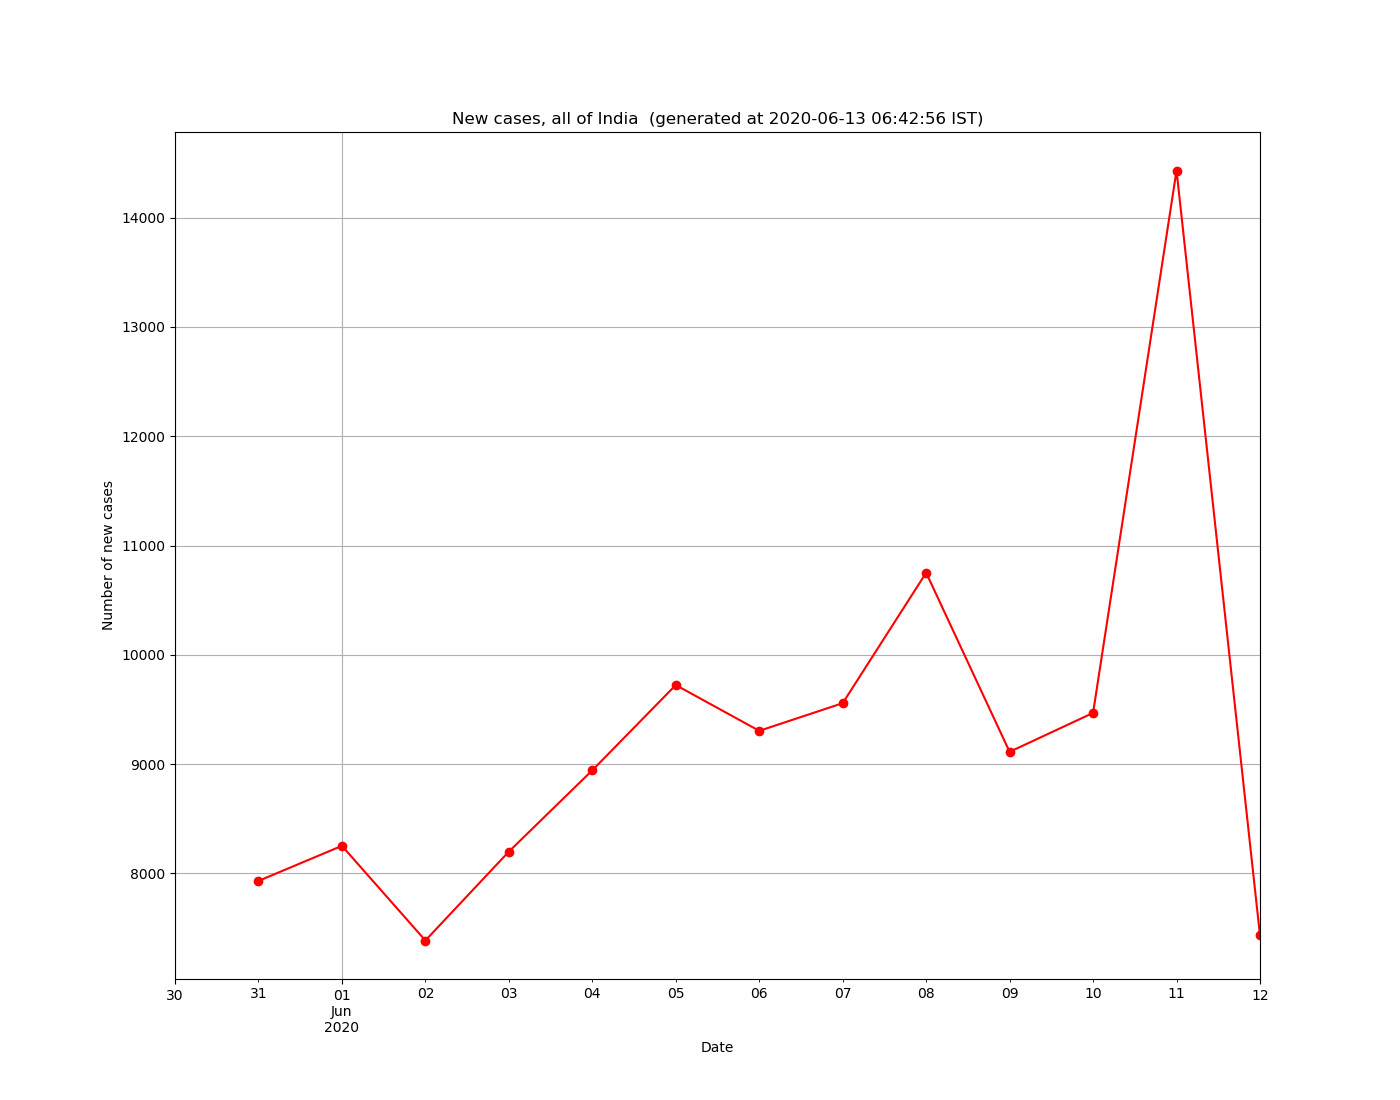 New cases, all of India  (generated at 2020-06-13 06:42:56 IST)
14000
13000
12000
11000
10000
9000
8000
Number of new cases
30 31 01 02 03 04 05 06 07 08 09 10 11 12
Jun
2020
Date